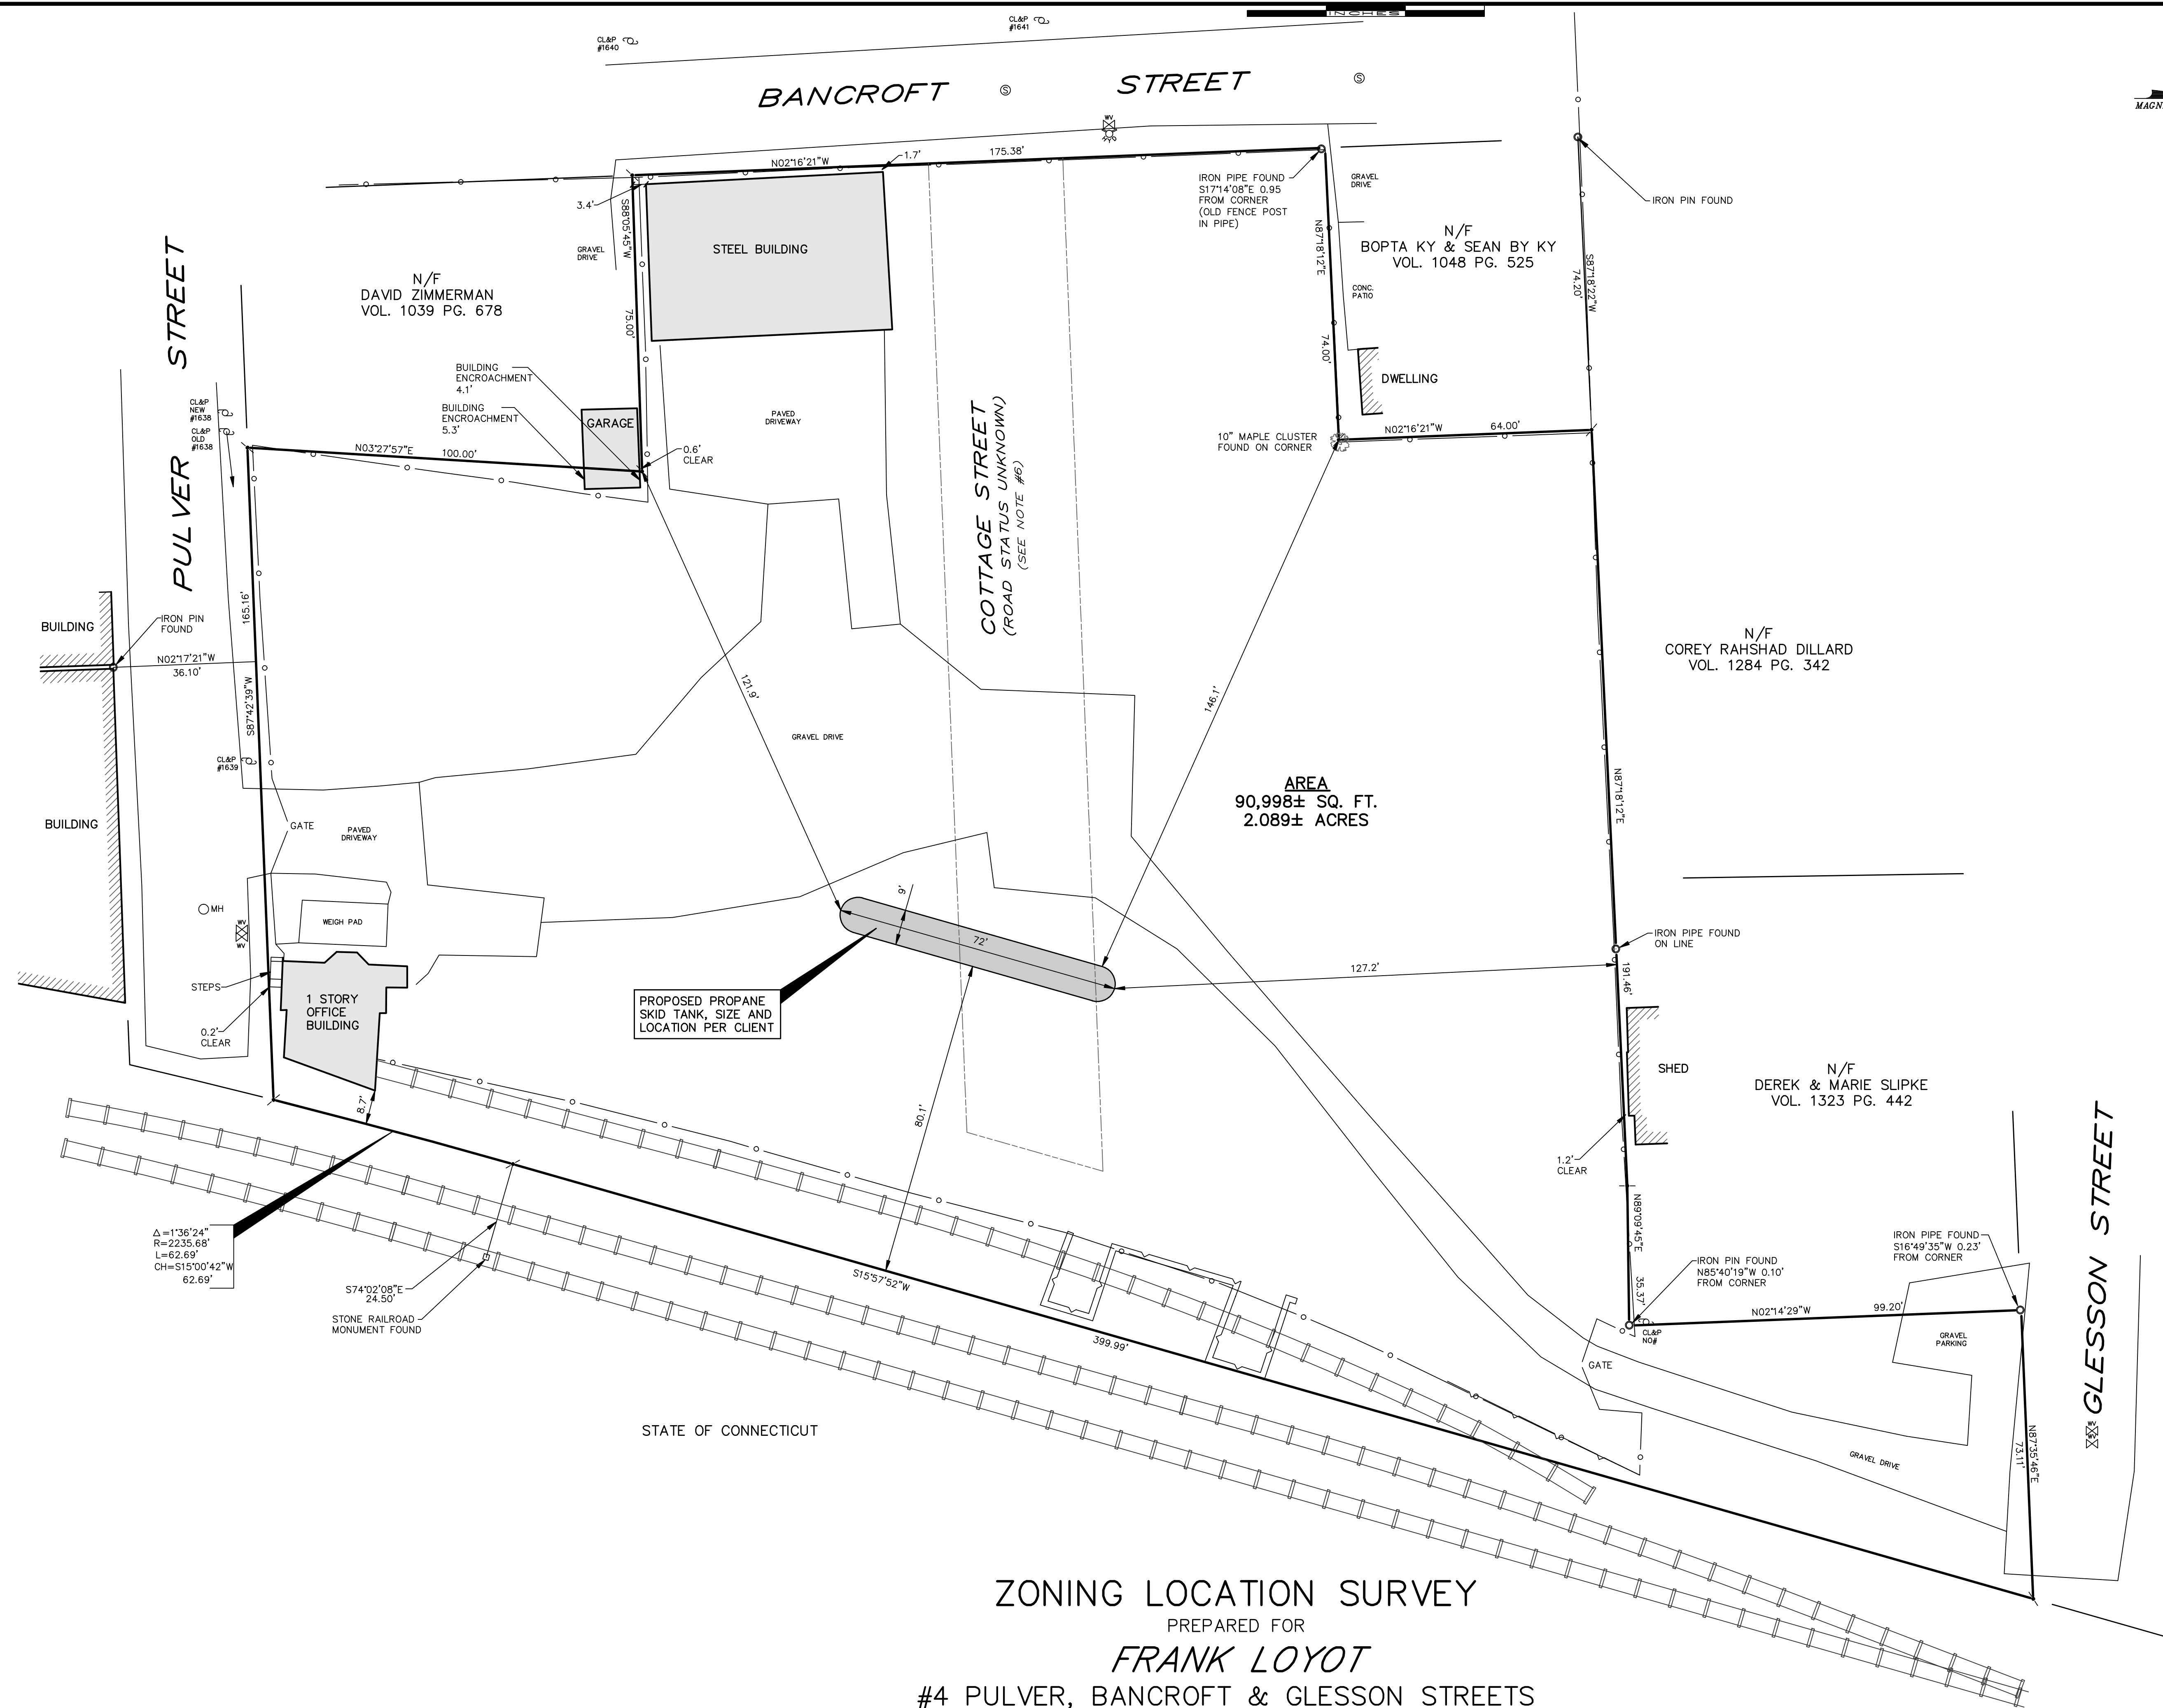 INCHES
CL&P
#1641
CL&P
#1640
BANCROFT STREET
S
S
WV
MAGN
N02°16'21"W
1.7'
175.38'
IRON PIPE FOUND
S17°14'08"E 0.95
FROM CORNER
(OLD FENCE POST
IN PIPE)
GRAVEL
DRIVE
IRON PIN FOUND
3.4'
S88°05'45"W
75.00'
GRAVEL
DRIVE
STEEL BUILDING
N87°18'12"E
74.00'
N/F
BOPTA KY & SEAN BY KY
VOL. 1048 PG. 525
S87°18'22"W
74.20'
PULVER STREET
N/F
DAVID ZIMMERMAN
VOL. 1039 PG. 678
CONC.
PATIO
DWELLING
BUILDING
ENCROACHMENT
4.1'
BUILDING
ENCROACHMENT
5.3'
GARAGE
PAVED
DRIVEWAY
CL&P
NEW
#1638
CL&P
OLD
#1638
N03°27'57"E 100.00'
0.6'
CLEAR
COTTAGE STREET
(ROAD STATUS UNKNOWN)
(SEE NOTE #6)
10" MAPLE CLUSTER
FOUND ON CORNER
N02°16'21"W 64.00'
BUILDING
IRON PIN
FOUND
165.16'
N02°17'21"W
36.10'
S87°42'39"W
121.9'
146.1'
N/F
COREY RAHSHAD DILLARD
VOL. 1284 PG. 342
GRAVEL DRIVE
CL&P
#1639
N87°18'12"E
AREA
90,998± SQ. FT.
2.089± ACRES
BUILDING
GATE
PAVED
DRIVEWAY
MH
WV
WV
WEIGH PAD
9'
72'
IRON PIPE FOUND
ON LINE
127.2'
191.46'
STEPS
1 STORY
OFFICE
BUILDING
PROPOSED PROPANE
SKID TANK, SIZE AND
LOCATION PER CLIENT
0.2'
CLEAR
SHED
N/F
DEREK & MARIE SLIPKE
VOL. 1323 PG. 442
8.7'
80.1'
1.2'
CLEAR
GLESSON STREET
Δ=1°36'24"
R=2235.68'
L=62.69'
CH=S15°00'42"W
62.69'
N89°09'45"E
35.37'
IRON PIPE FOUND
S16°49'35"W 0.23'
FROM CORNER
IRON PIN FOUND
N85°40'19"W 0.10'
FROM CORNER
S74°02'08"E
24.50'
S15°57'52"W
399.99'
STONE RAILROAD
MONUMENT FOUND
N02°14'29"W 99.20'
CL&P
NO#
GRAVEL
PARKING
GATE
WV
STATE OF CONNECTICUT
GRAVEL DRIVE
N87°35'46"E
73.11'
ZONING LOCATION SURVEY
PREPARED FOR
FRANK LOYOT
#4 PULVER, BANCROFT & GLESSON STREETS